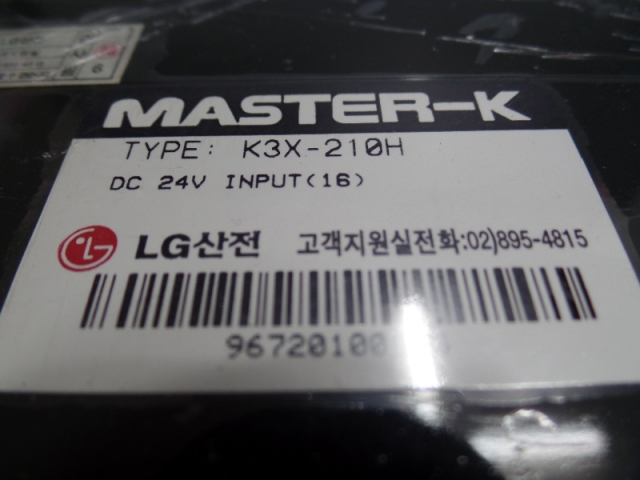 MASTER-K
TYPE: K3X-210H
DC 24V INPUT(16)
LG산전 고객지원실전화:02)895-4815